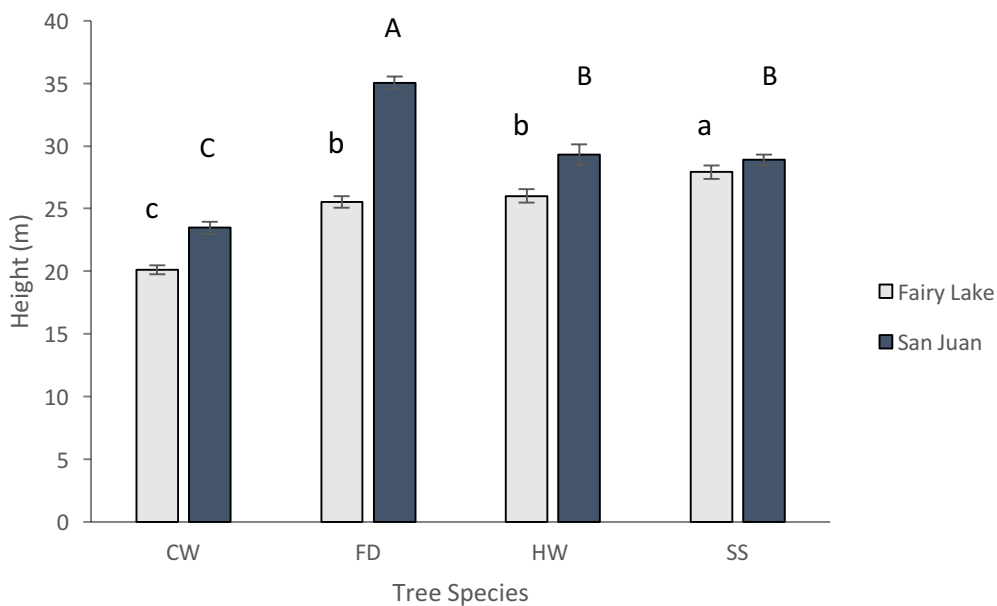 40
35
30
25
20
15
10
5
0
Height (m)
c
C
b
A
b
B
a
B
CW
FD
HW
SS
Tree Species
Fairy Lake
San Juan